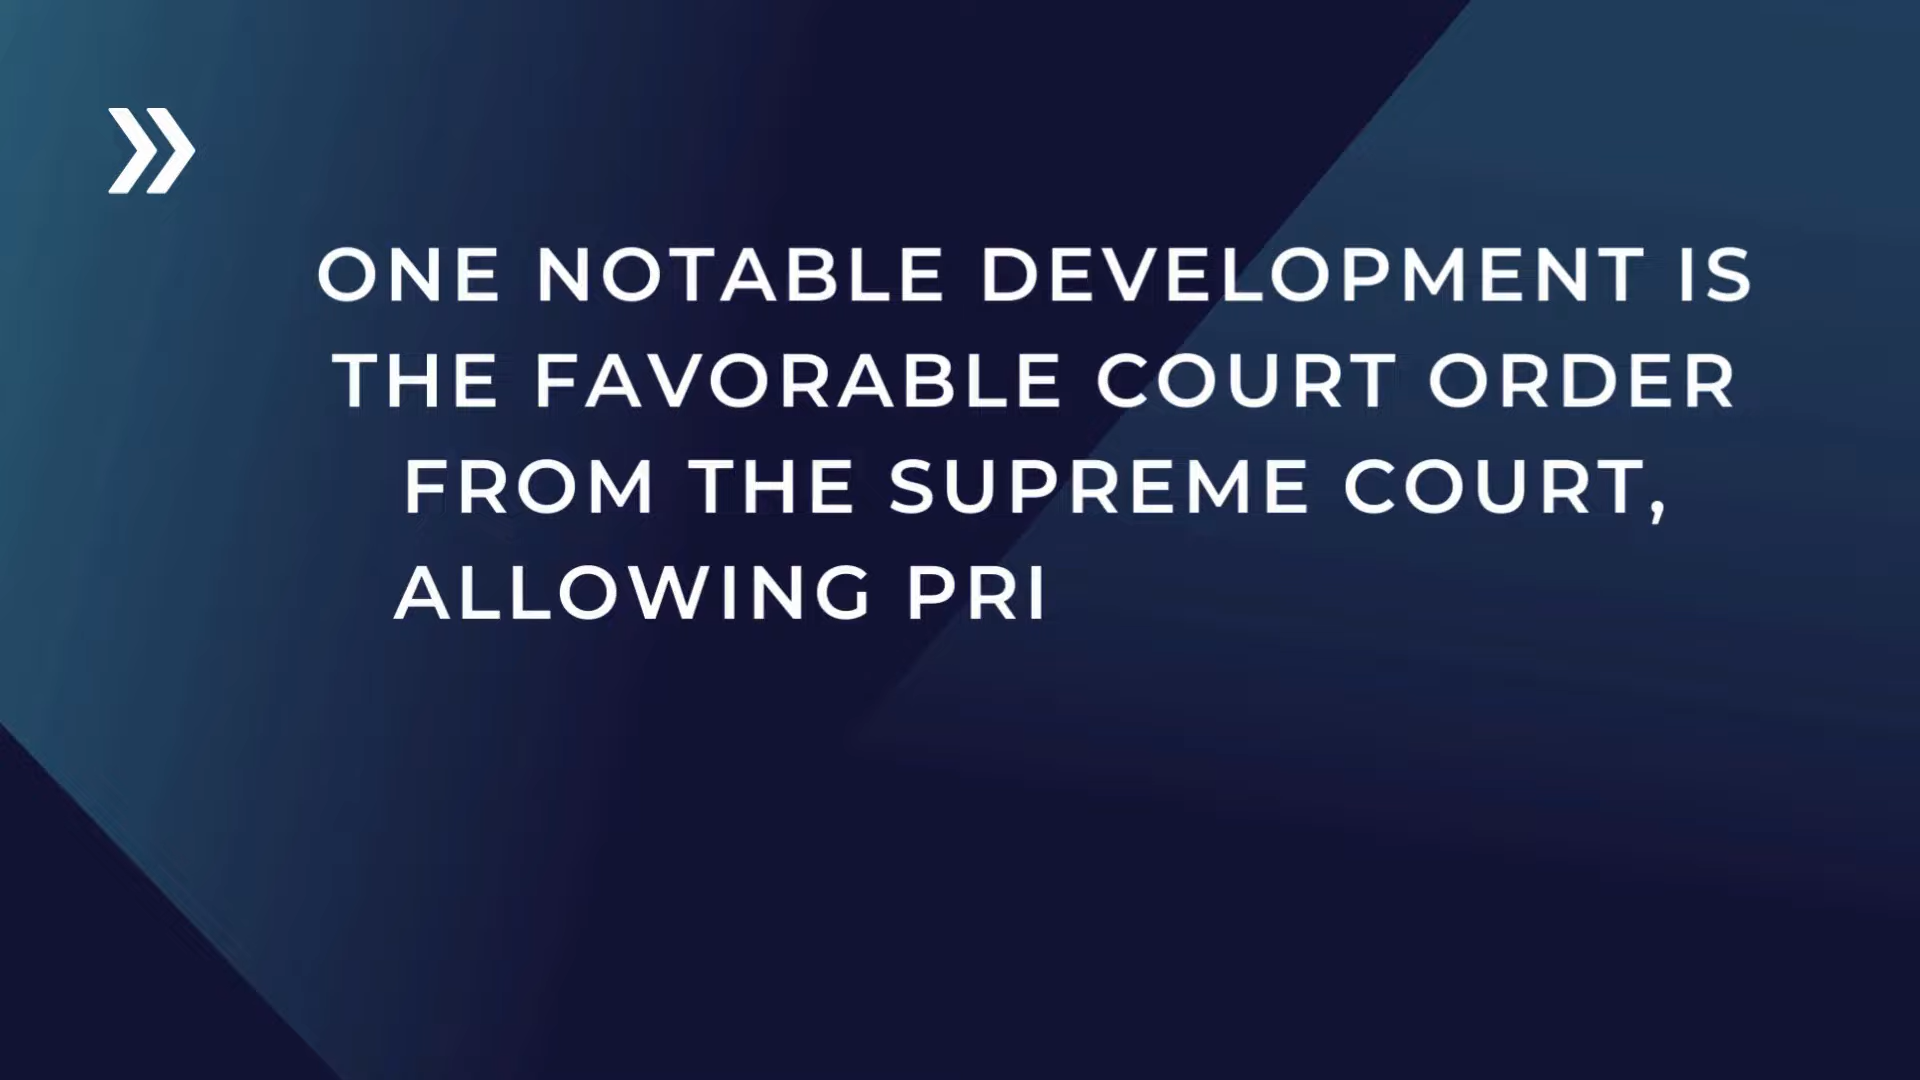 ONE NOTABLE DEVELOPMENT IS
THE FAVORABLE COURT ORDER
FROM THE SUPREME COURT,
ALLOWING PRI